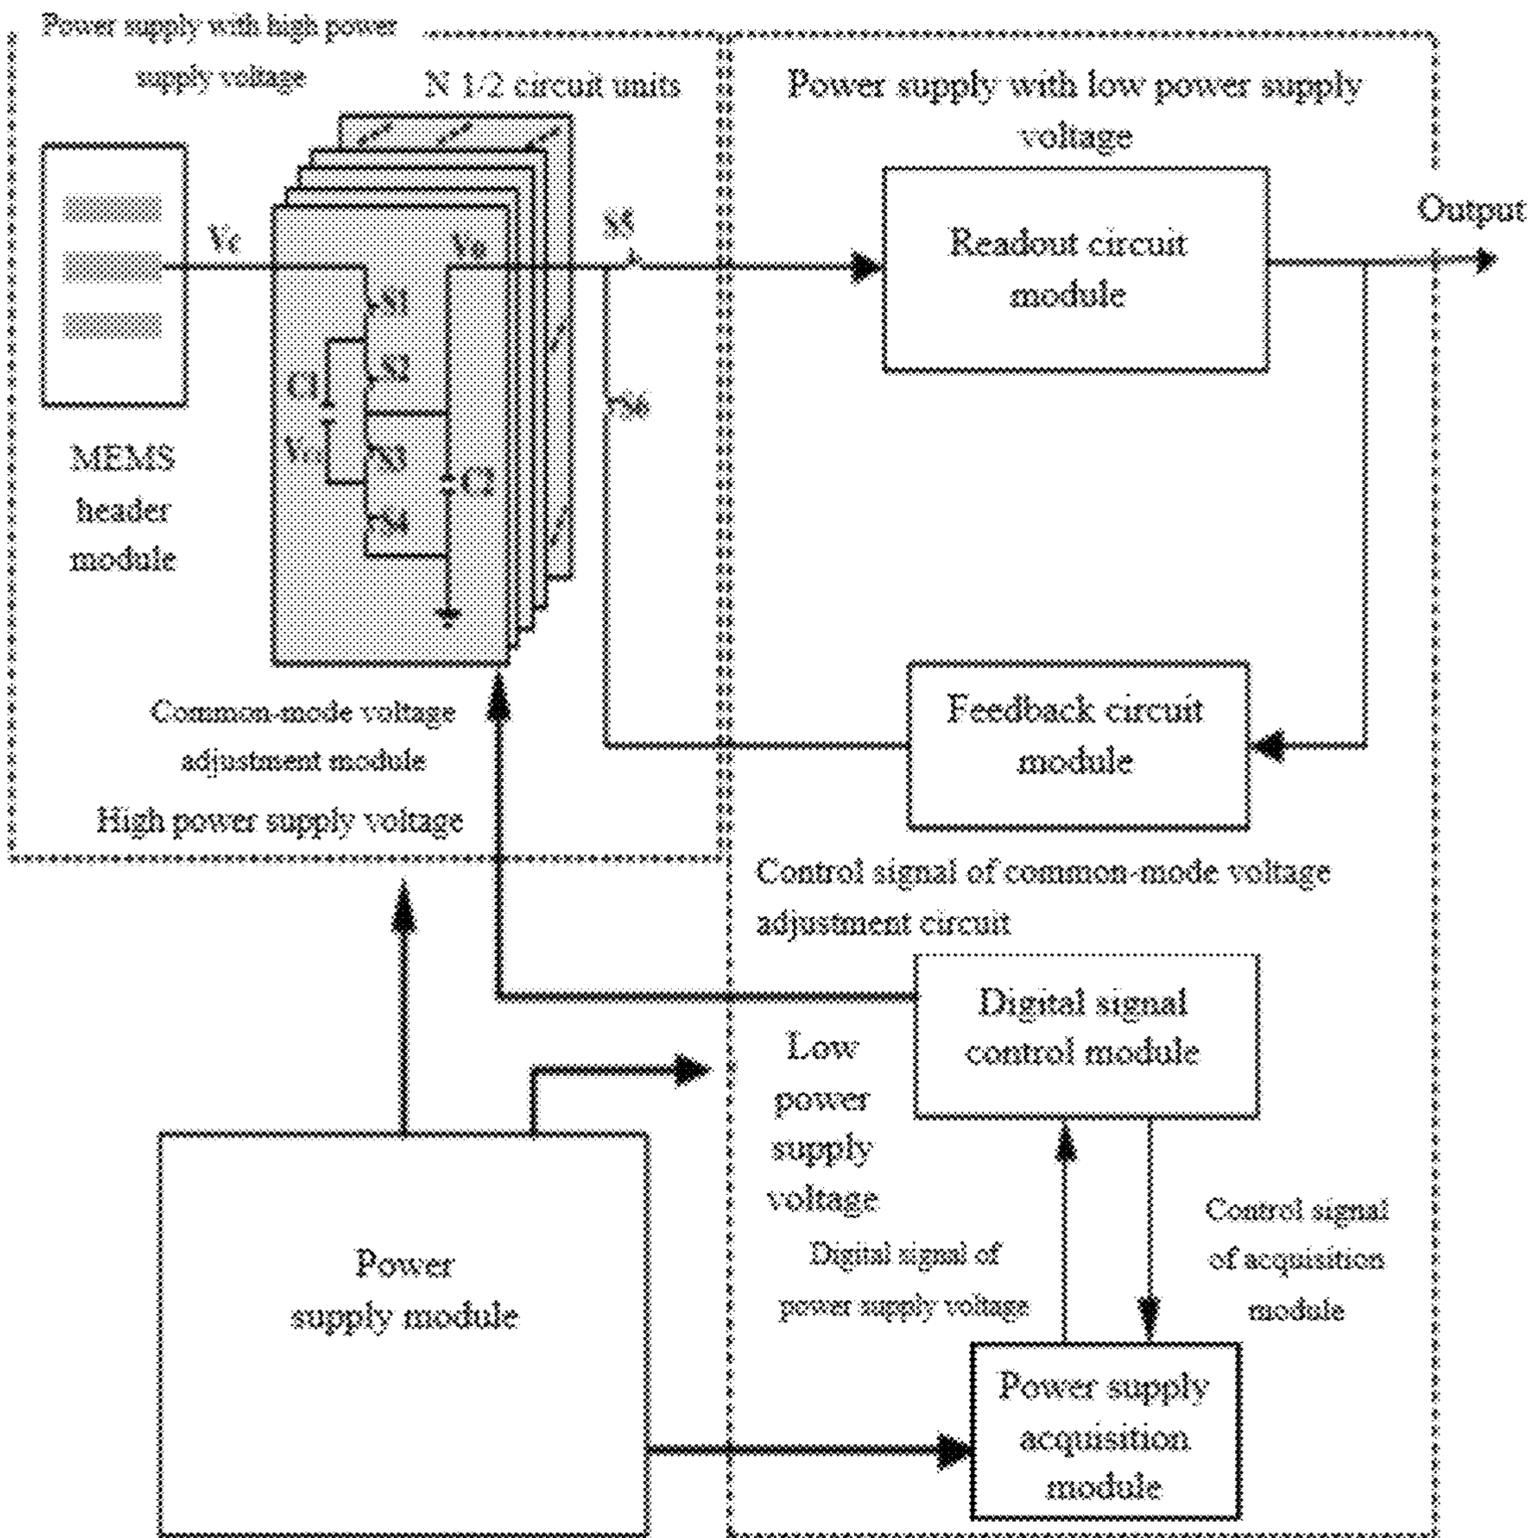 Power supply with high power
supply voltage
N 1/2 circuit units
Power supply with low power supply
voltage
Output
Readout circuit
module
S5
S6
S1
S2
S3
S4
C1
C2
MEMS
header
module
Common-mode voltage
adjustment module
High power supply voltage
Feedback circuit
module
Control signal of common-mode voltage
adjustment circuit
Digital signal
control module
Low
power
supply
voltage
Digital signal of
power supply voltage
Control signal
of acquisition
module
Power
supply module
Power supply
acquisition
module